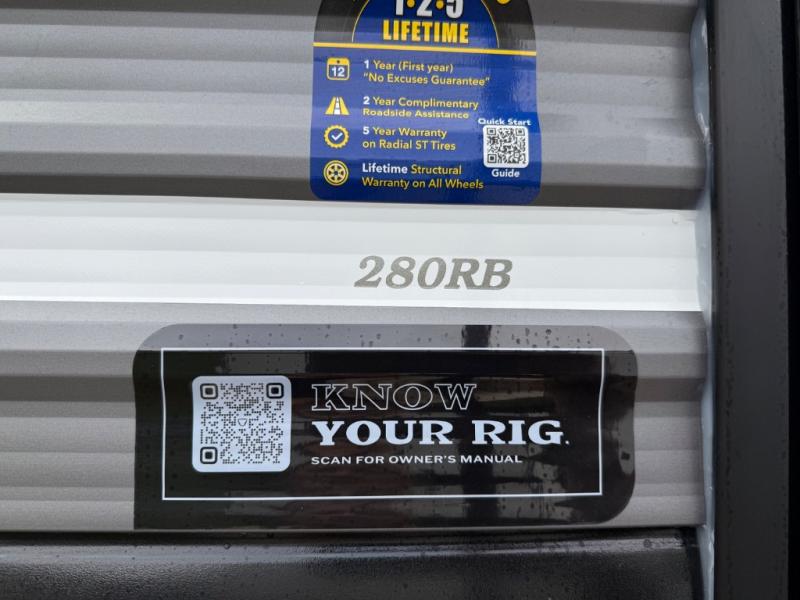 1·2·5
LIFETIME
12
1 Year (First year)
"No Excuses Guarantee"
2 Year Complimentary
Roadside Assistance
5 Year Warranty
on Radial ST Tires
Lifetime Structural
Warranty on All Wheels
Quick Start
Guide
280RB
KNOW
YOUR RIG.
SCAN FOR OWNER'S MANUAL